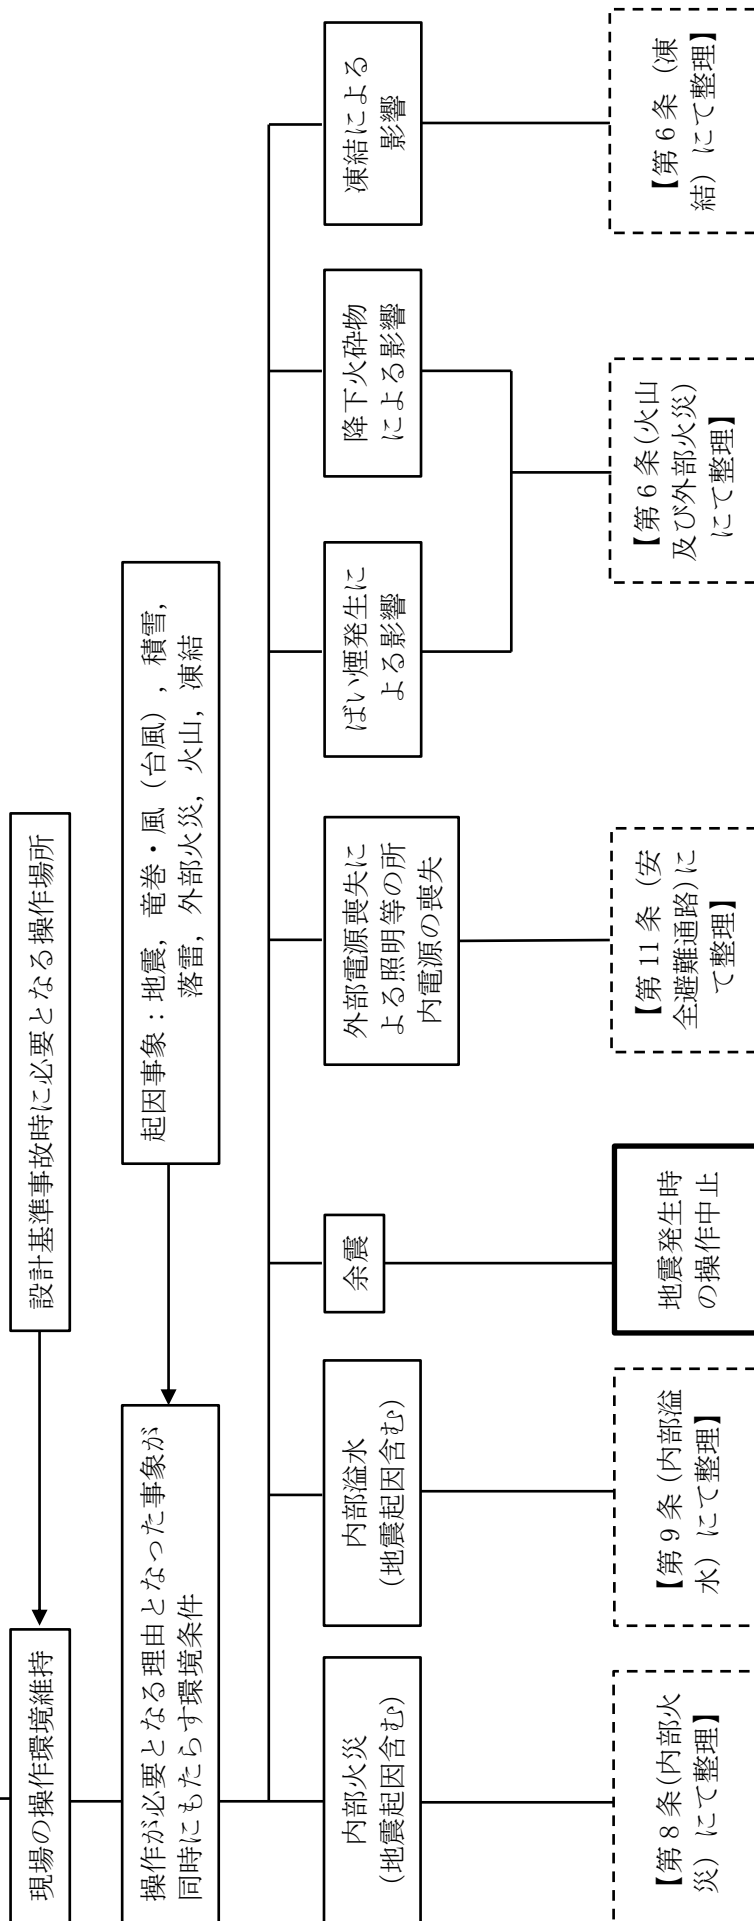 現場の操作環境維持
設計基準事故時に必要となる操作場所
操作が必要となる理由となった事象が
同時にもたらす環境条件
起因事象：地震，竜巻・風（台風），積雪，
落雷，外部火災，火山，凍結
内部火災
(地震起因含む)
内部溢水
(地震起因含む)
余震
外部電源喪失に
よる照明等の所
内電源の喪失
ばい煙発生に
よる影響
降下火砕物
による影響
凍結による
影響
【第８条(内部火
災）にて整理】
【第９条(内部溢
水）にて整理】
地震発生時
の操作中止
【第 11 条（安
全避難通路)に
て整理】
【第６条(火山
及び外部火災)
にて整理】
【第６条（凍
結）にて整理】